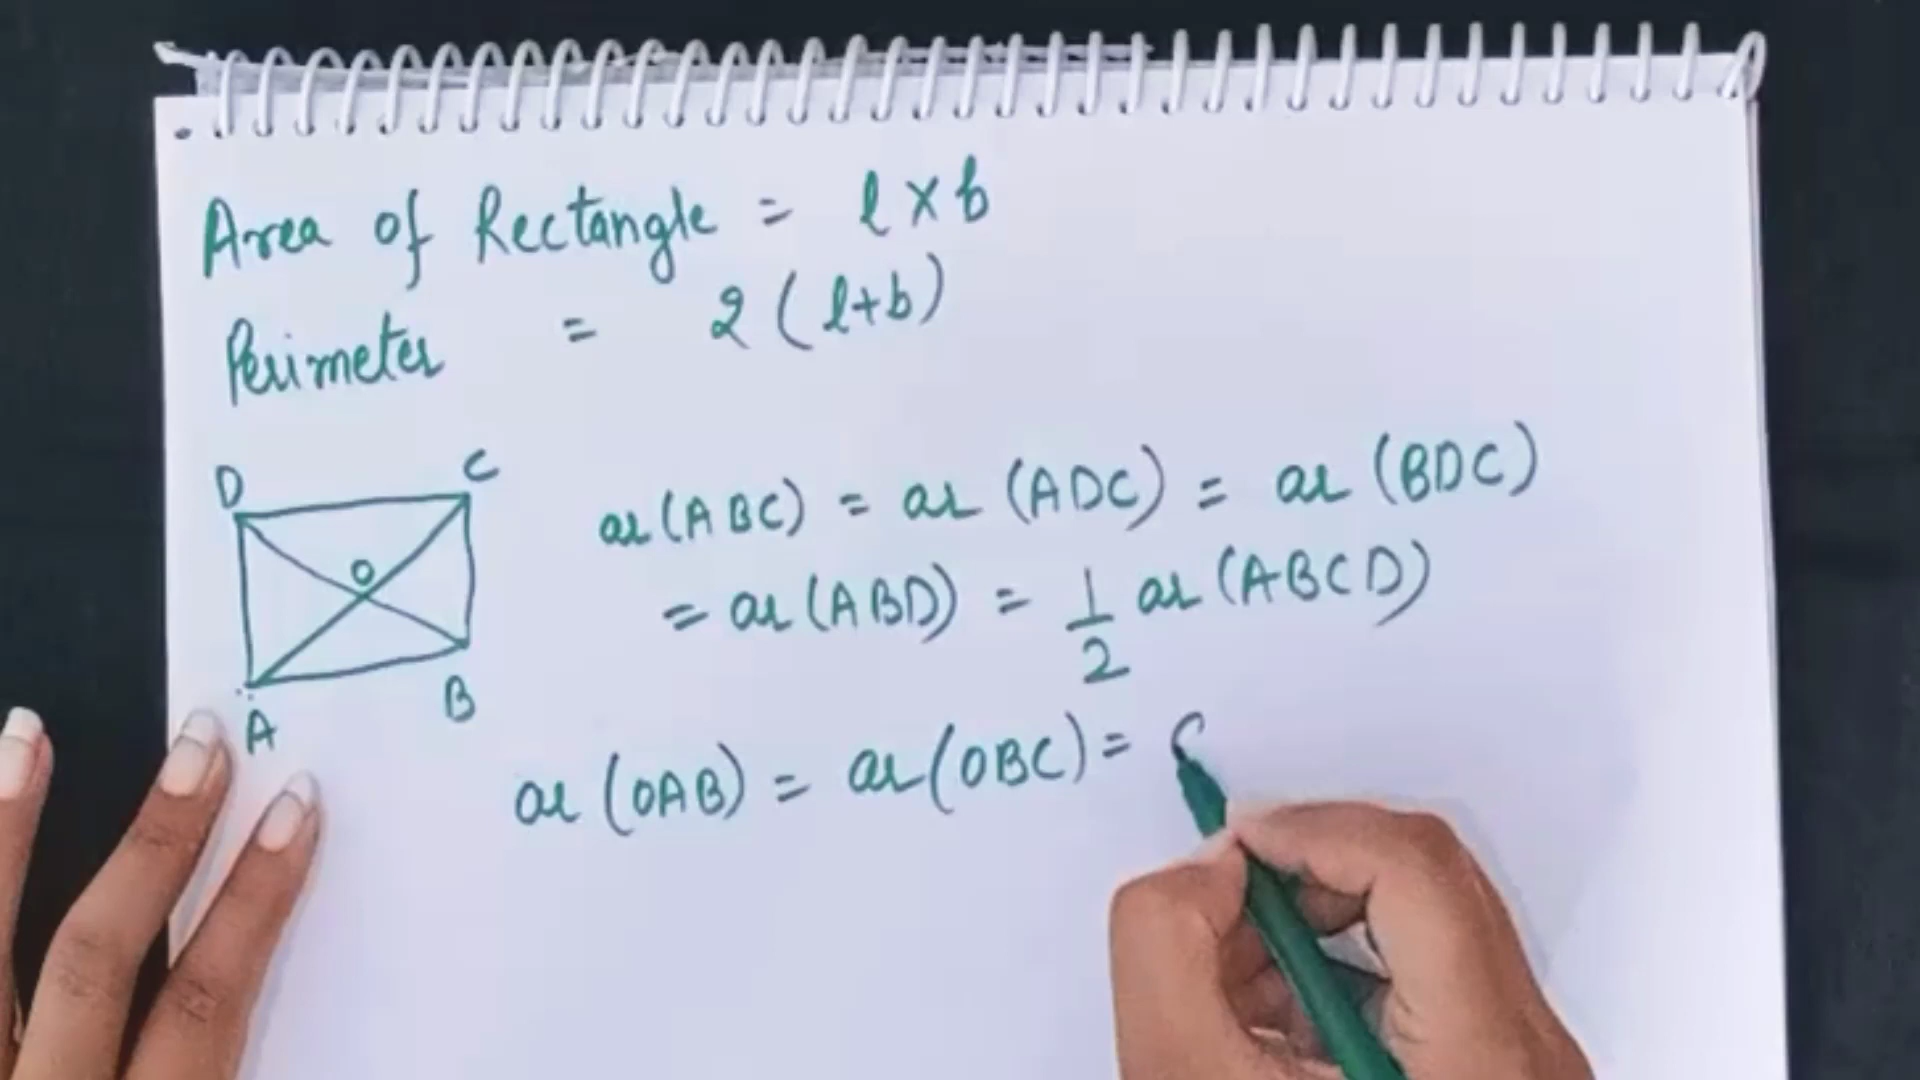 Area of Rectangle = l × b
Perimeter = 2 (l+b)
D C
ar (ABC) = ar (ADC) = ar (BDC)
O
= ar (ABD) = 1/2 ar (ABCD)
A B
ar (OAB) = ar (OBC) =